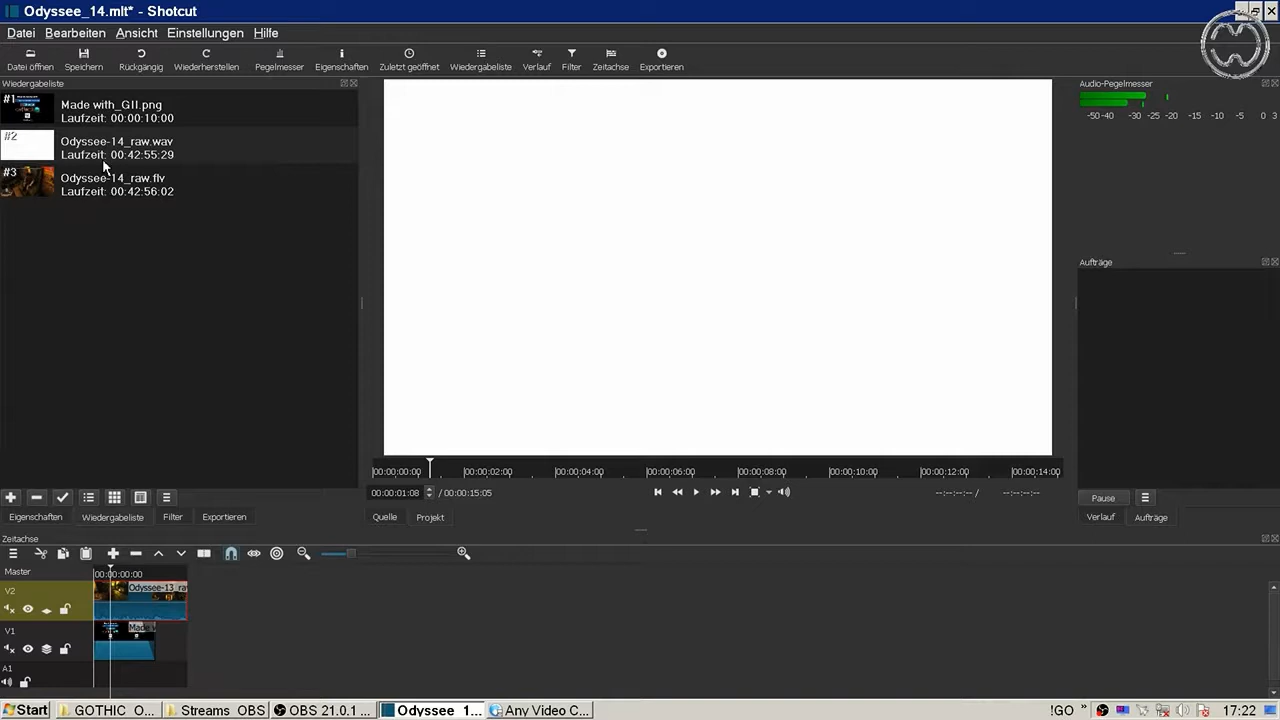 Odyssee_14.mlt* - Shotcut
Datei Bearbeiten Ansicht Einstellungen Hilfe
Datei öffnen Speichern Rückgängig Wiederherstellen Pegelmesser Eigenschaften Zuletzt geöffnet Wiedergabeliste Verlauf Filter Zeitachse Exportieren
Wiedergabeliste
Audio-Pegelmesser
#1 Made with_GII.png
Laufzeit: 00:00:10:00
-50 -40 -30 -25 -20 -15 -10 -5 0 3
#2 Odyssee-14_raw.wav
Laufzeit: 00:42:55:29
#3 Odyssee-14_raw.flv
Laufzeit: 00:42:56:02
Aufträge
00:00:00:00 00:00:02:00 00:00:04:00 00:00:06:00 00:00:08:00 00:00:10:00 00:00:12:00 00:00:14:00
00:00:01:08 / 00:00:15:05 --:--:--:-- / --:--:--:--
Pause
Eigenschaften Wiedergabeliste Filter Exportieren Quelle Projekt Verlauf Aufträge
Zeitachse
Master 00:00:00:00
V2 Odyssee-13_ra
V1
A1
Start GOTHIC O... Streams OBS OBS 21.0.1 ... Odyssee 1... Any Video C... !GO » 17:22